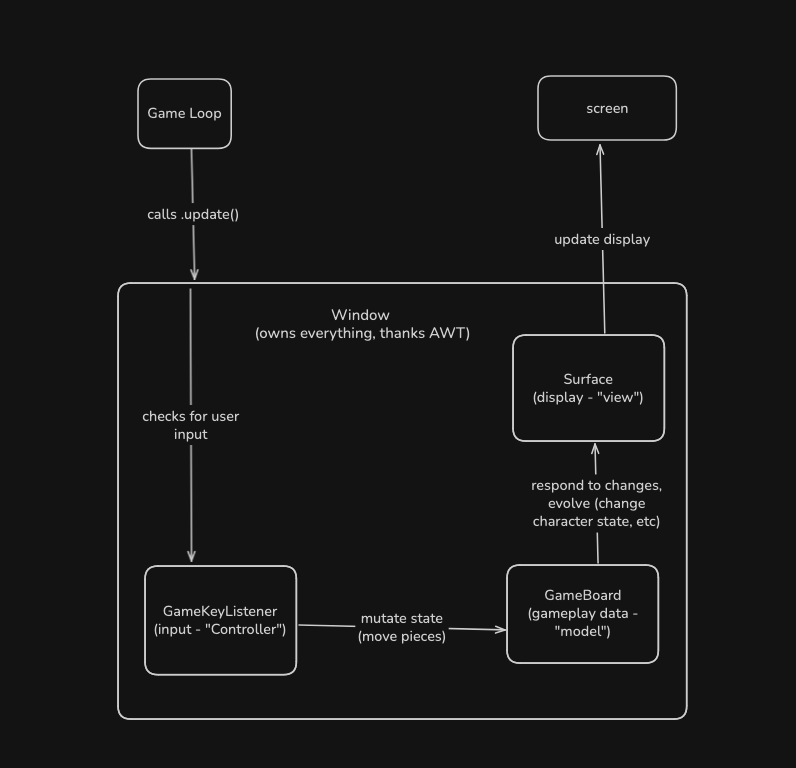 Game Loop
screen
calls .update()
update display
Window
(owns everything, thanks AWT)
Surface
(display - "view")
checks for user
input
respond to changes,
evolve (change
character state, etc)
GameKeyListener
(input - "Controller")
mutate state
(move pieces)
GameBoard
(gameplay data -
"model")